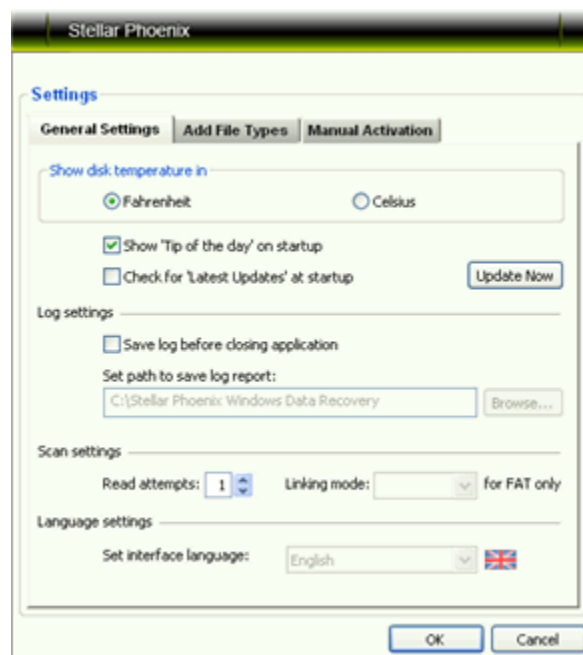 Stellar Phoenix
Settings
General Settings Add File Types Manual Activation
Show disk temperature in
Fahrenheit Celsius
Show 'Tip of the day' on startup
Check for 'Latest Updates' at startup Update Now
Log settings
Save log before closing application
Set path to save log report:
C:\Stellar Phoenix Windows Data Recovery Browse...
Scan settings
Read attempts: 1 Linking mode: for FAT only
Language settings
Set interface language: English
OK Cancel